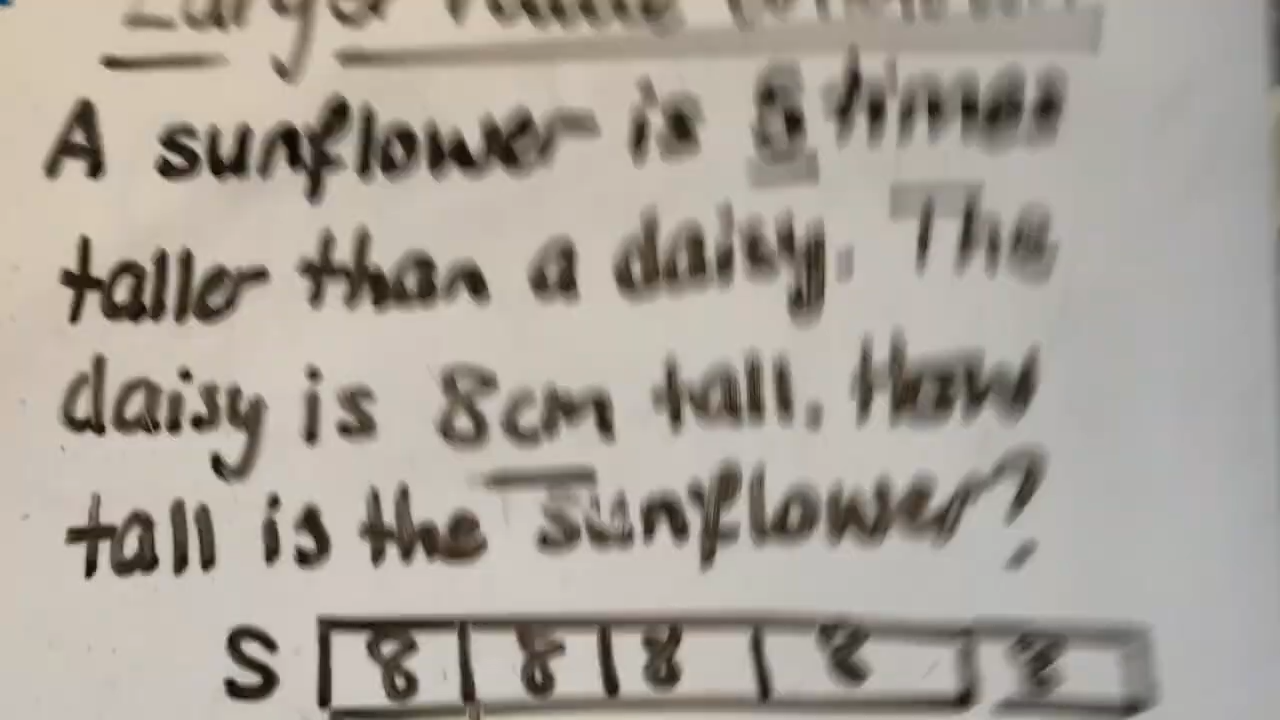 Larger
A sunflower is 5 times
taller than a daisy. The
daisy is 8cm tall. How
tall is the sunflower?
S 8 8 8 8 8